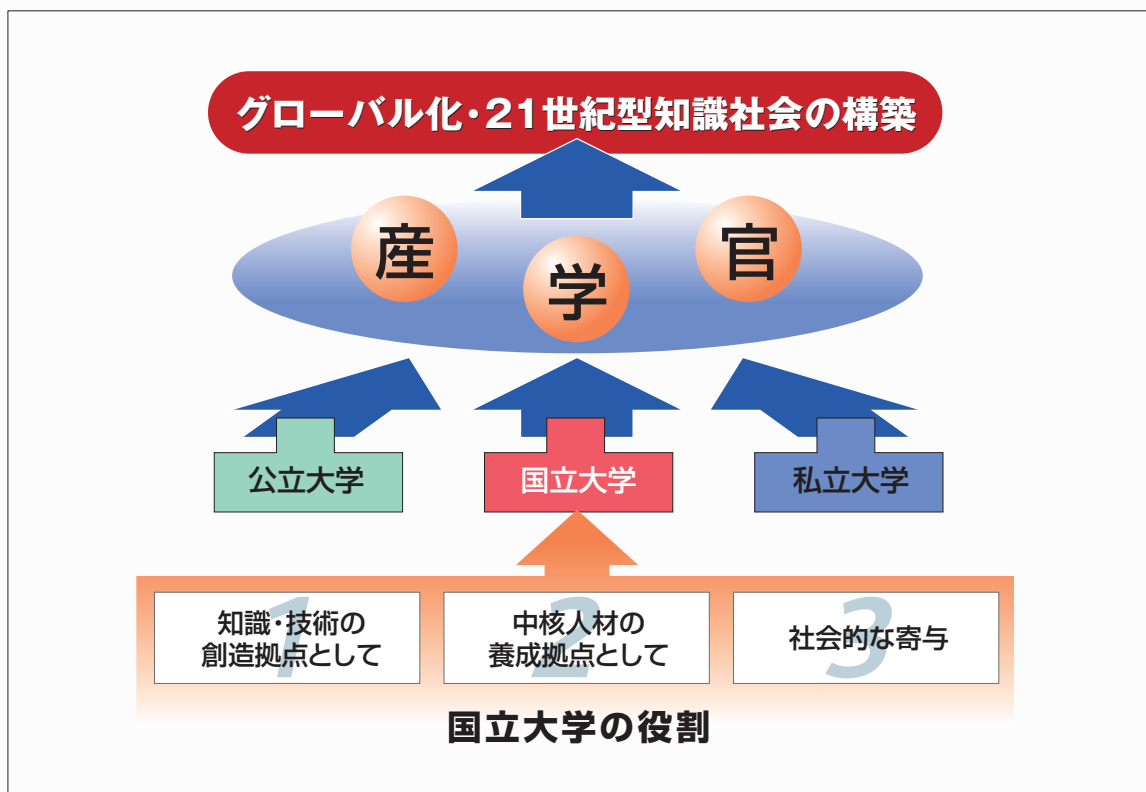 グローバル化・21世紀型知識社会の構築
産
学
官
公立大学
国立大学
私立大学
1
知識・技術の
創造拠点として
2
中核人材の
養成拠点として
3
社会的な寄与
国立大学の役割